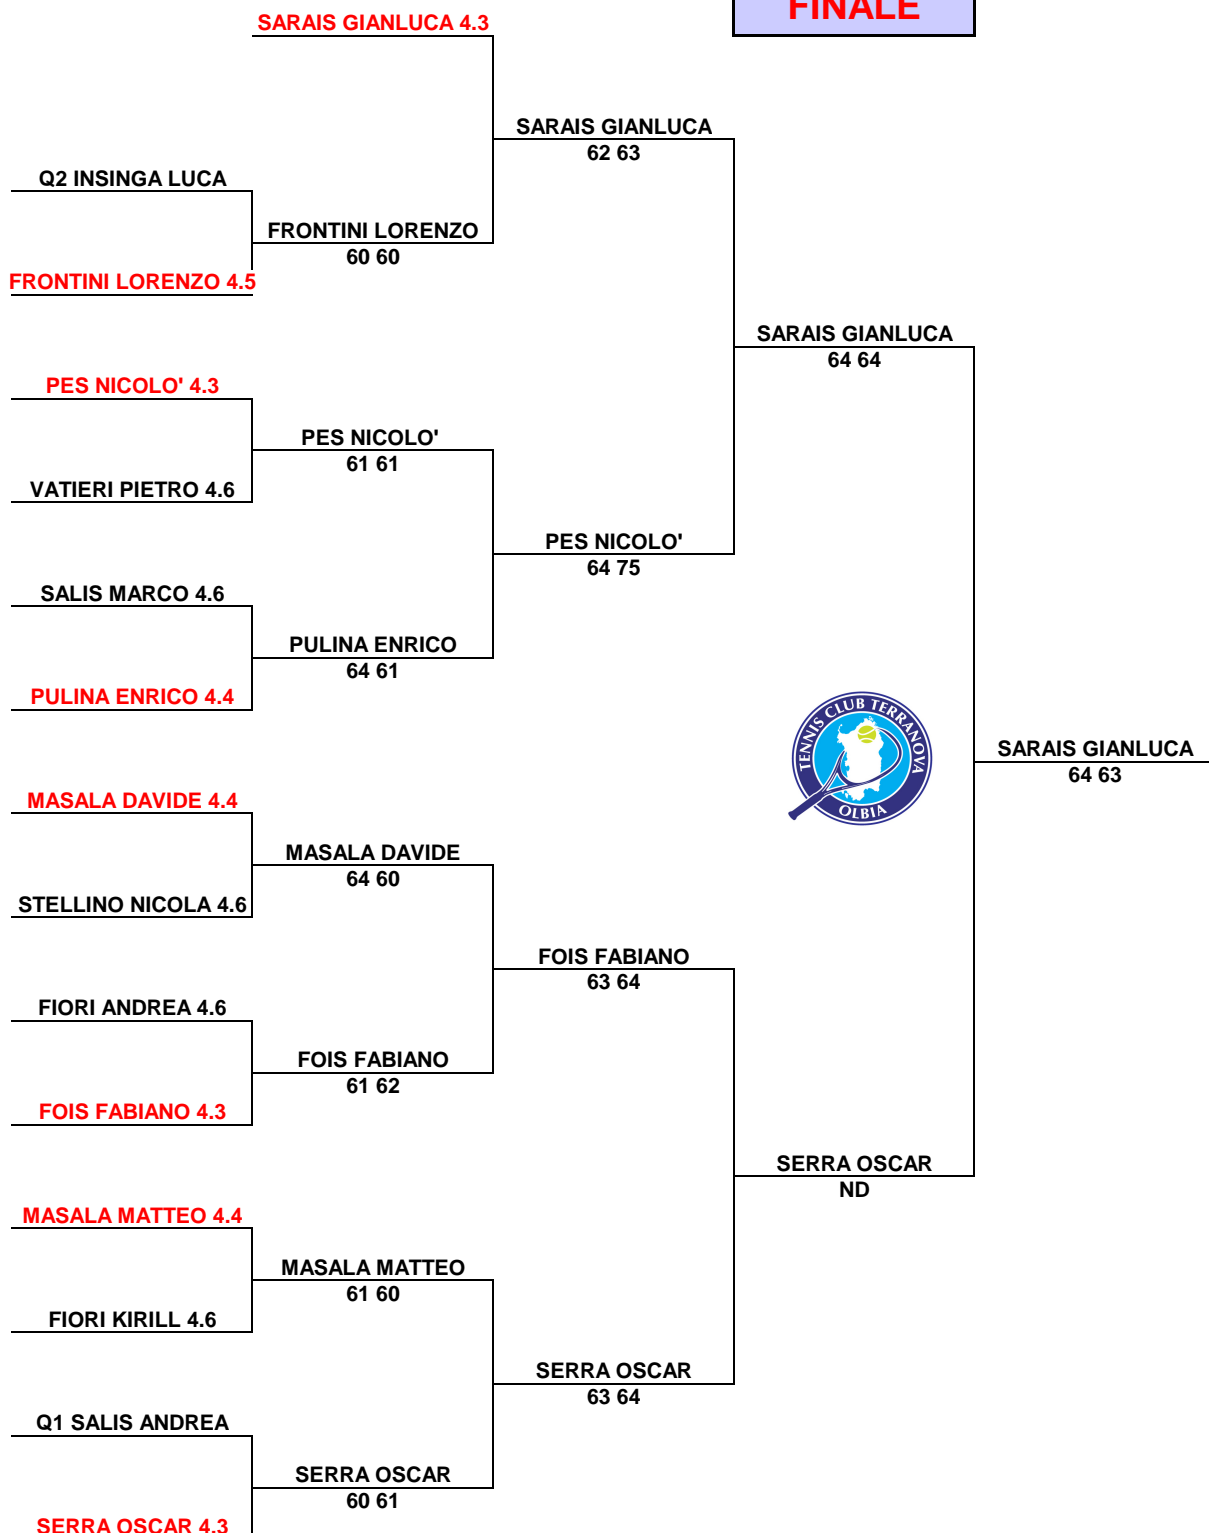 FINALE
SARAIS GIANLUCA 4.3
SARAIS GIANLUCA
62 63
Q2 INSINGA LUCA
FRONTINI LORENZO
60 60
FRONTINI LORENZO 4.5
SARAIS GIANLUCA
64 64
PES NICOLO' 4.3
PES NICOLO'
61 61
VATIERI PIETRO 4.6
PES NICOLO'
64 75
SALIS MARCO 4.6
PULINA ENRICO
64 61
PULINA ENRICO 4.4
TENNIS CLUB TERRANOVA
OLBIA
SARAIS GIANLUCA
64 63
MASALA DAVIDE 4.4
MASALA DAVIDE
64 60
STELLINO NICOLA 4.6
FOIS FABIANO
63 64
FIORI ANDREA 4.6
FOIS FABIANO
61 62
FOIS FABIANO 4.3
SERRA OSCAR
ND
MASALA MATTEO 4.4
MASALA MATTEO
61 60
FIORI KIRILL 4.6
SERRA OSCAR
63 64
Q1 SALIS ANDREA
SERRA OSCAR
60 61
SERRA OSCAR 4.3